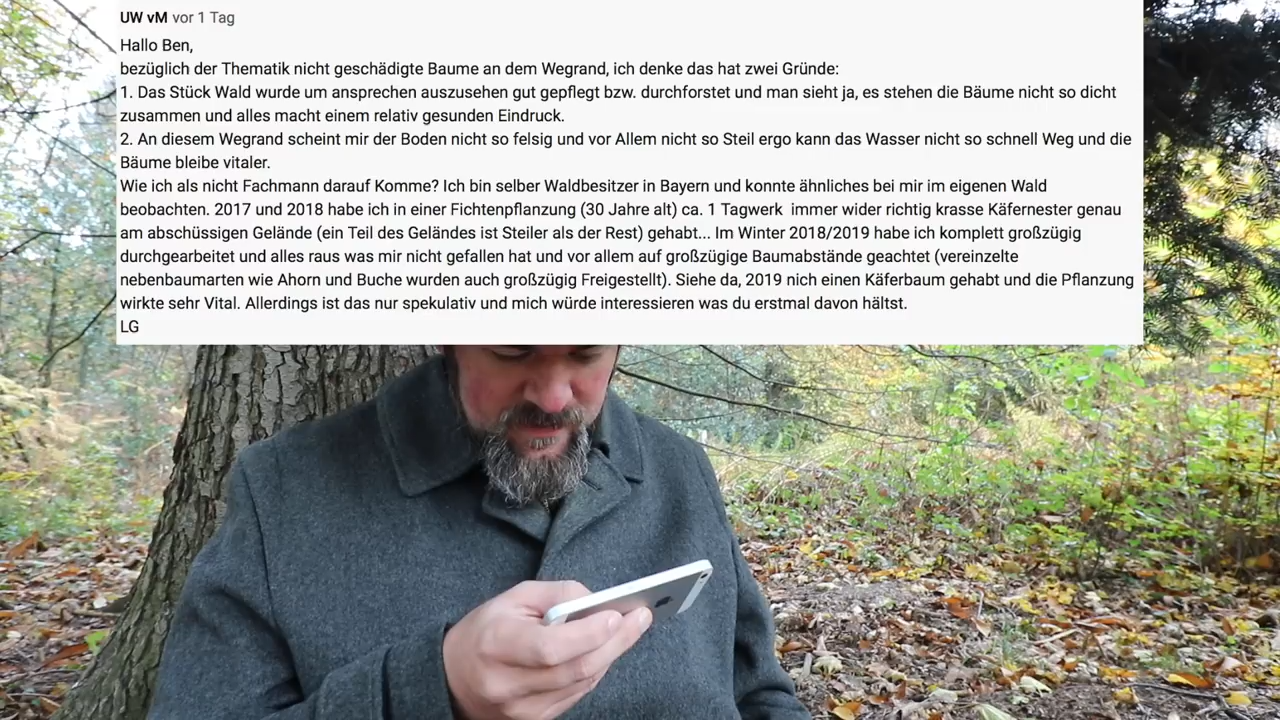 UW vM vor 1 Tag
Hallo Ben,
bezüglich der Thematik nicht geschädigte Baume an dem Wegrand, ich denke das hat zwei Gründe:
1. Das Stück Wald wurde um ansprechen auszusehen gut gepflegt bzw. durchforstet und man sieht ja, es stehen die Bäume nicht so dicht
zusammen und alles macht einem relativ gesunden Eindruck.
2. An diesem Wegrand scheint mir der Boden nicht so felsig und vor Allem nicht so Steil ergo kann das Wasser nicht so schnell Weg und die
Bäume bleibe vitaler.
Wie ich als nicht Fachmann darauf Komme? Ich bin selber Waldbesitzer in Bayern und konnte ähnliches bei mir im eigenen Wald
beobachten. 2017 und 2018 habe ich in einer Fichtenpflanzung (30 Jahre alt) ca. 1 Tagwerk immer wider richtig krasse Käfernester genau
am abschüssigen Gelände (ein Teil des Geländes ist Steiler als der Rest) gehabt... Im Winter 2018/2019 habe ich komplett großzügig
durchgearbeitet und alles raus was mir nicht gefallen hat und vor allem auf großzügige Baumabstände geachtet (vereinzelte
nebenbaumarten wie Ahorn und Buche wurden auch großzügig Freigestellt). Siehe da, 2019 nich einen Käferbaum gehabt und die Pflanzung
wirkte sehr Vital. Allerdings ist das nur spekulativ und mich würde interessieren was du erstmal davon hältst.
LG